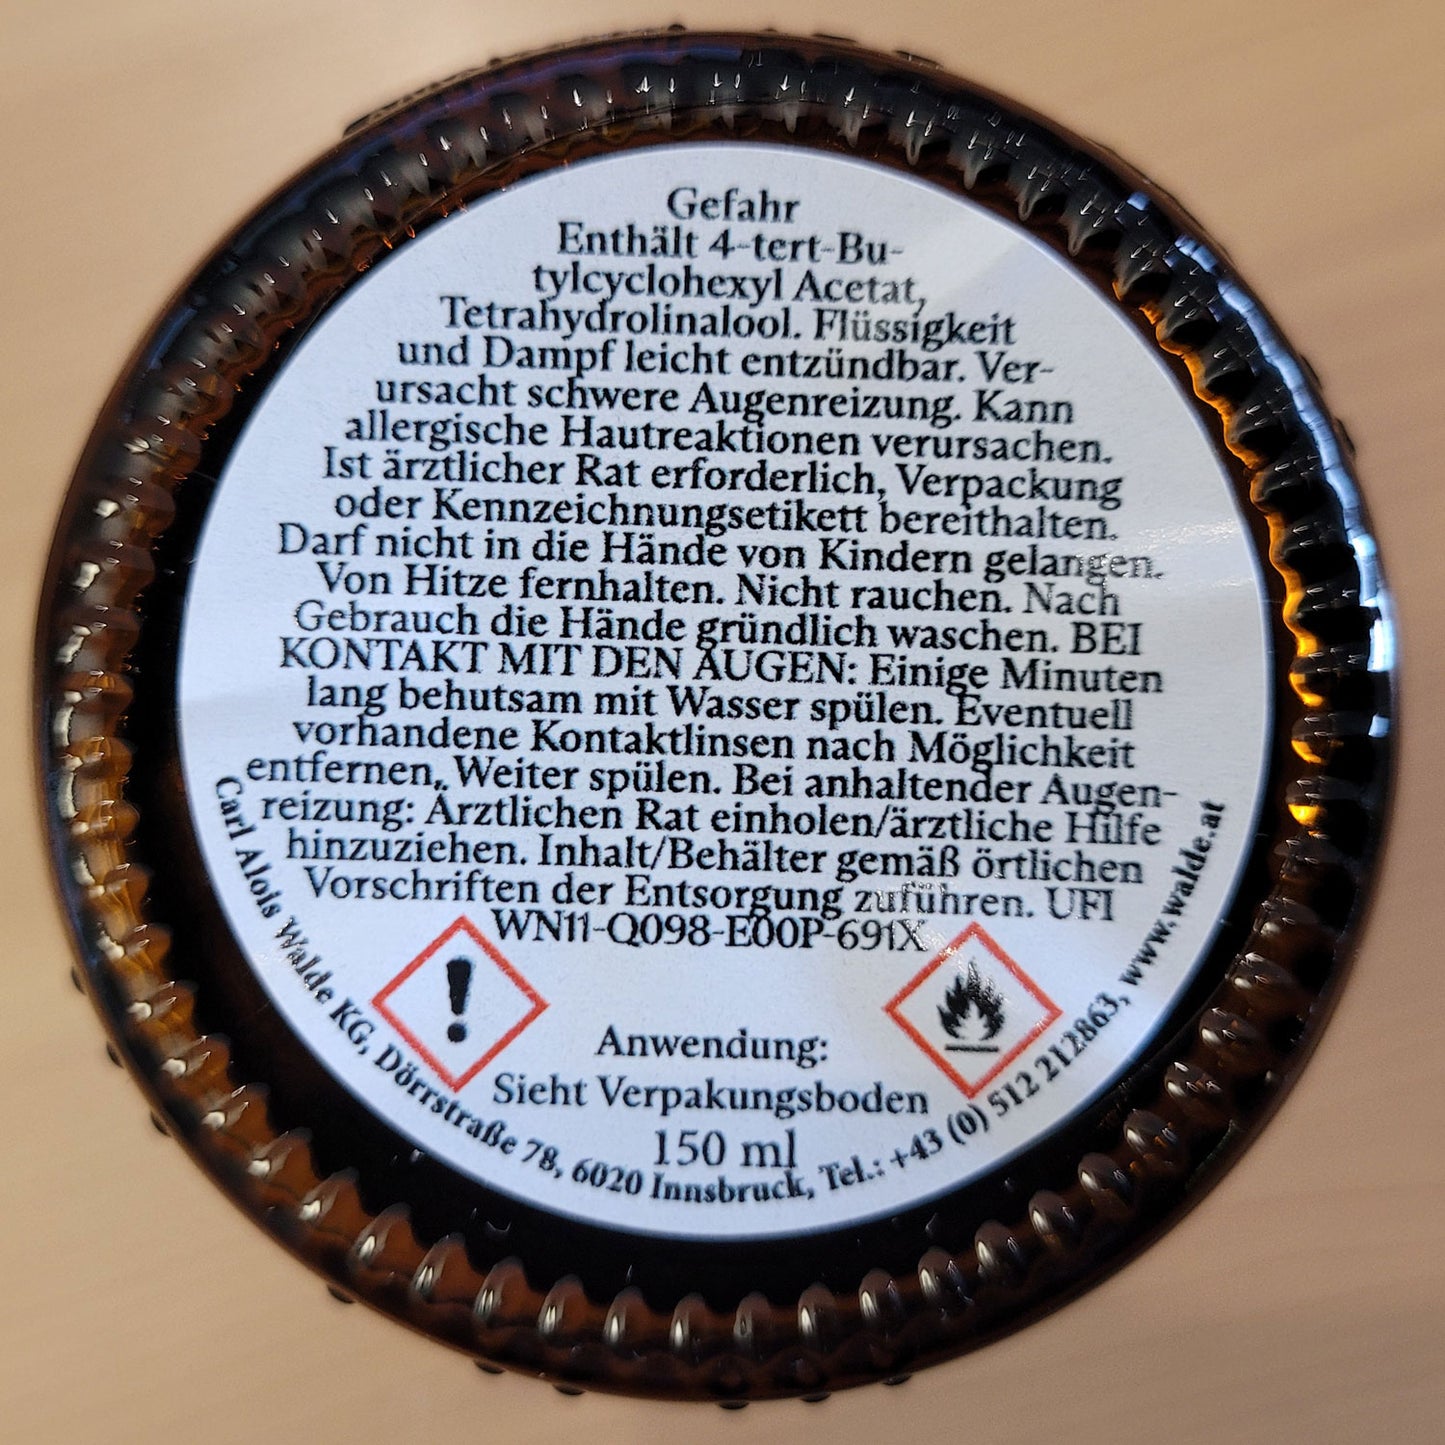 Gefahr
Enthält 4-tert-Bu-
tylcyclohexyl Acetat,
Tetrahydrolinalool. Flüssigkeit
und Dampf leicht entzündbar. Ver-
ursacht schwere Augenreizung. Kann
allergische Hautreaktionen verursachen.
Ist ärztlicher Rat erforderlich, Verpackung
oder Kennzeichnungsetikett bereithalten.
Darf nicht in die Hände von Kindern gelangen.
Von Hitze fernhalten. Nicht rauchen. Nach
Gebrauch die Hände gründlich waschen. BEI
KONTAKT MIT DEN AUGEN: Einige Minuten
lang behutsam mit Wasser spülen. Eventuell
vorhandene Kontaktlinsen nach Möglichkeit
entfernen. Weiter spülen. Bei anhaltender Augen-
reizung: Ärztlichen Rat einholen/ärztliche Hilfe
hinzuziehen. Inhalt/Behälter gemäß örtlichen
Vorschriften der Entsorgung zuführen. UFI
WN11-Q098-E00P-691X
Anwendung:
Sieht Verpakungsboden
150 ml
Carl Alois Walde KG, Dörrstraße 78, 6020 Innsbruck, Tel.: +43 (0) 512 212863, www.walde.at